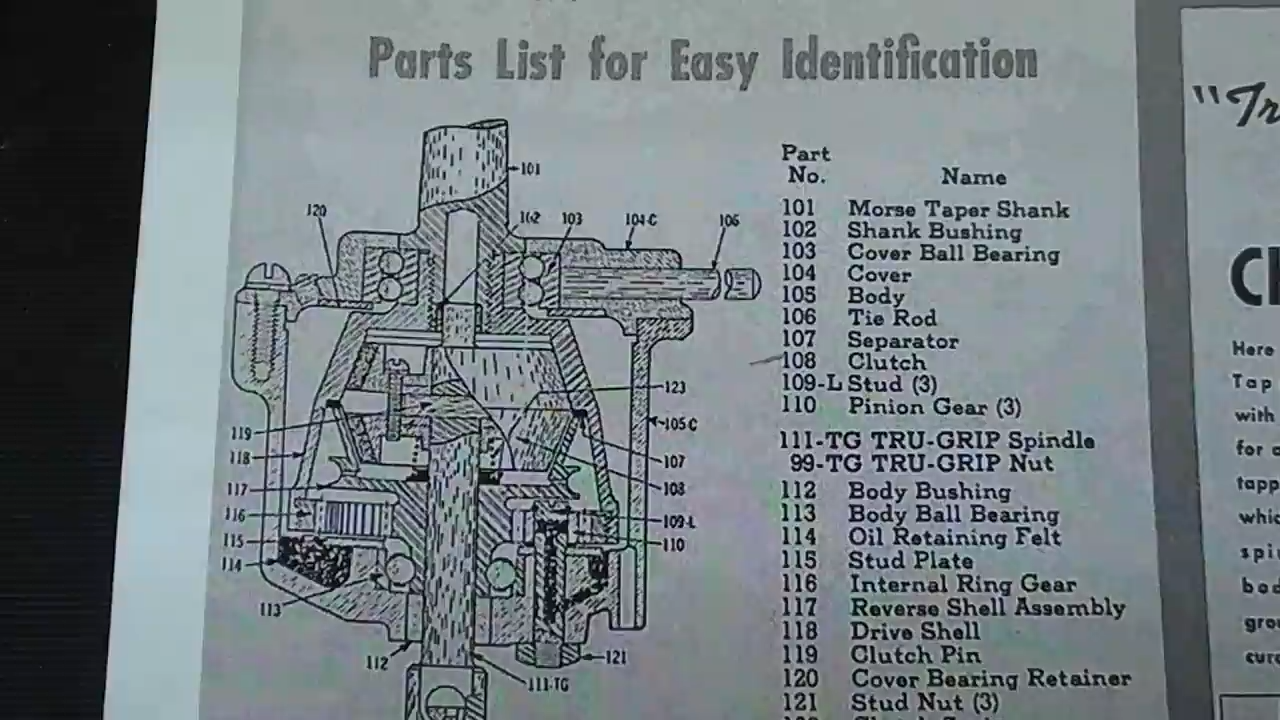 Parts List for Easy Identification
"Tr
Part
No. Name
101 Morse Taper Shank
102 Shank Bushing
103 Cover Ball Bearing
104 Cover
105 Body
106 Tie Rod
107 Separator
108 Clutch
109-L Stud (3)
110 Pinion Gear (3)
111-TG TRU-GRIP Spindle
99-TG TRU-GRIP Nut
112 Body Bushing
113 Body Ball Bearing
114 Oil Retaining Felt
115 Stud Plate
116 Internal Ring Gear
117 Reverse Shell Assembly
118 Drive Shell
119 Clutch Pin
120 Cover Bearing Retainer
121 Stud Nut (3)
101
120
102
103
104-C
106
123
105C
119
118
107
117
108
116
109-L
115
110
114
113
112
121
111-TG
Here
Tap
with
for
tapp
whic
spi
bod
grou